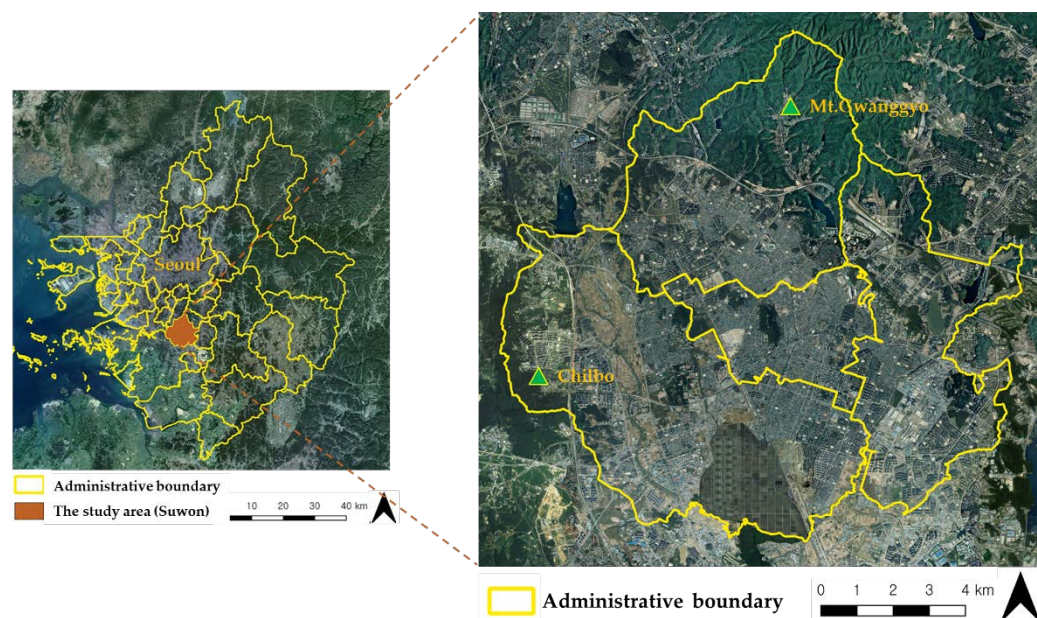 Seoul
Administrative boundary
The study area (Suwon)
10 20 30 40 km
Mt.Gwanggyo
Chilbo
Administrative boundary
0 1 2 3 4 km